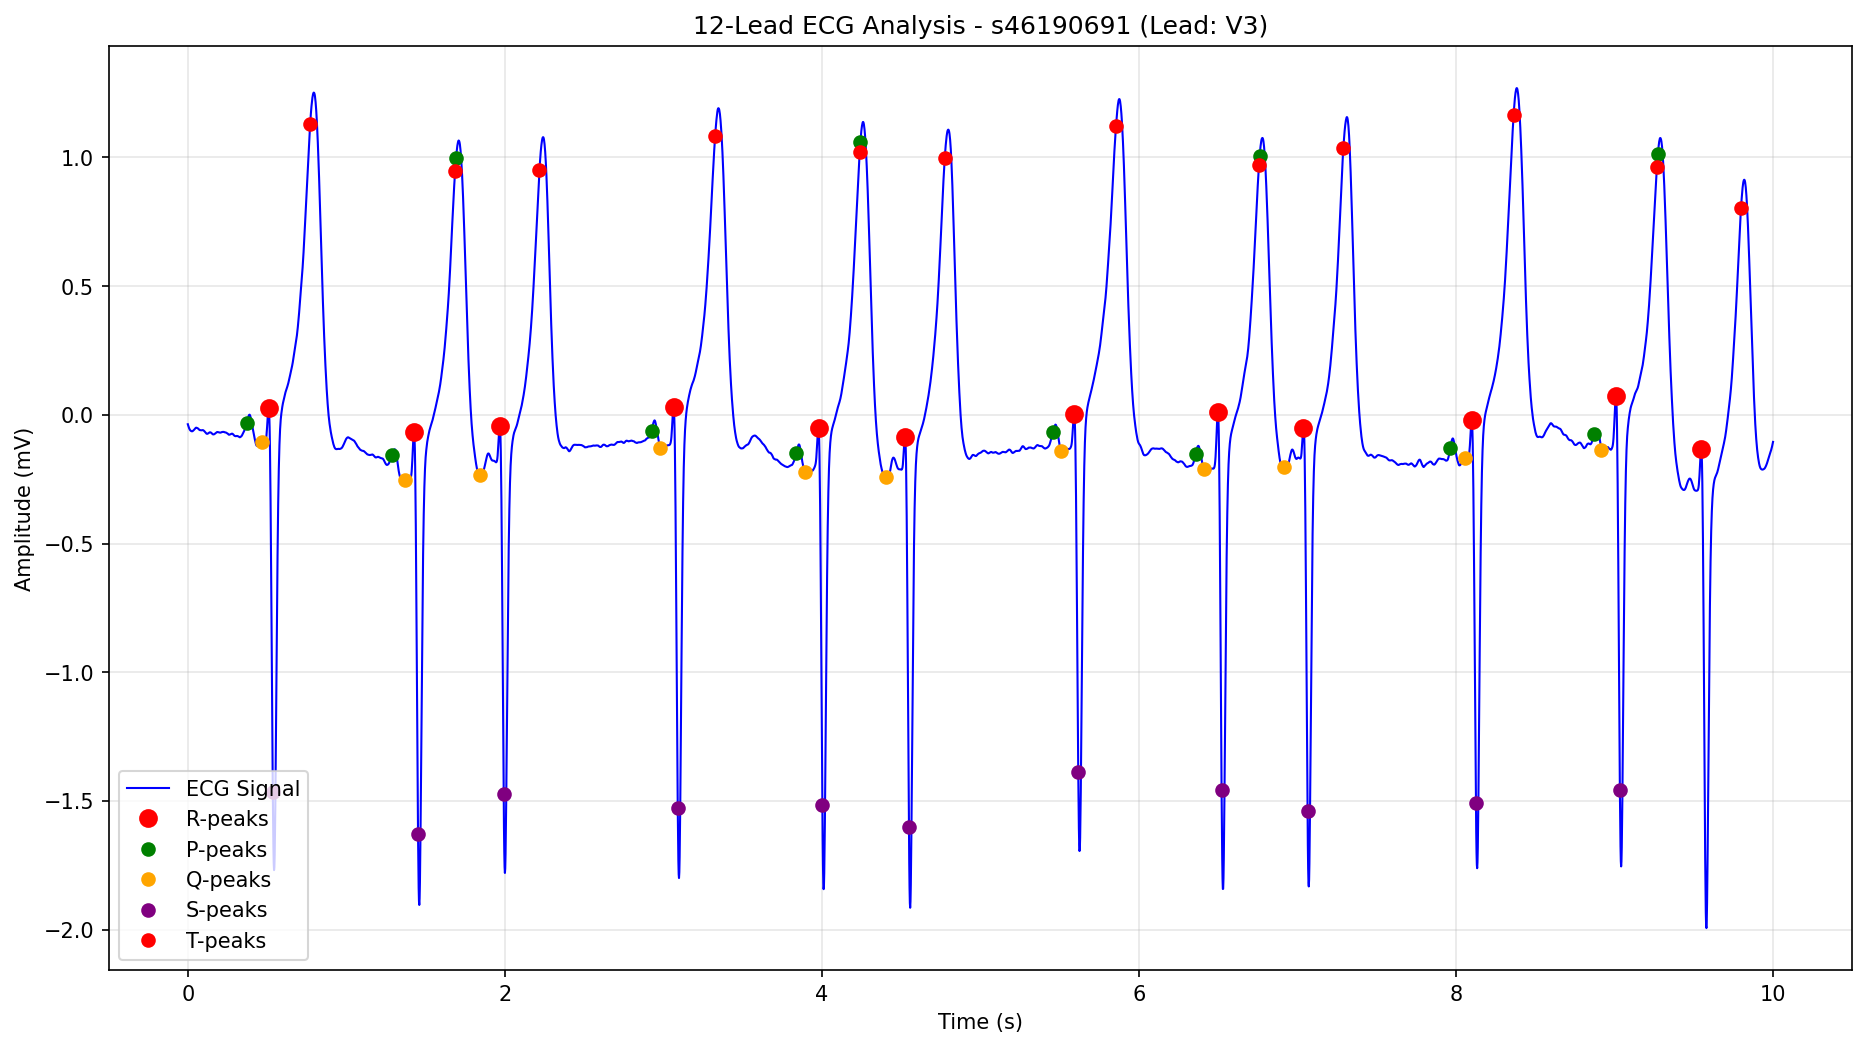 12-Lead ECG Analysis - s46190691 (Lead: V3)
Amplitude (mV)
1.0
0.5
0.0
−0.5
−1.0
−1.5
−2.0
ECG Signal
R-peaks
P-peaks
Q-peaks
S-peaks
T-peaks
0 2 4 6 8 10
Time (s)